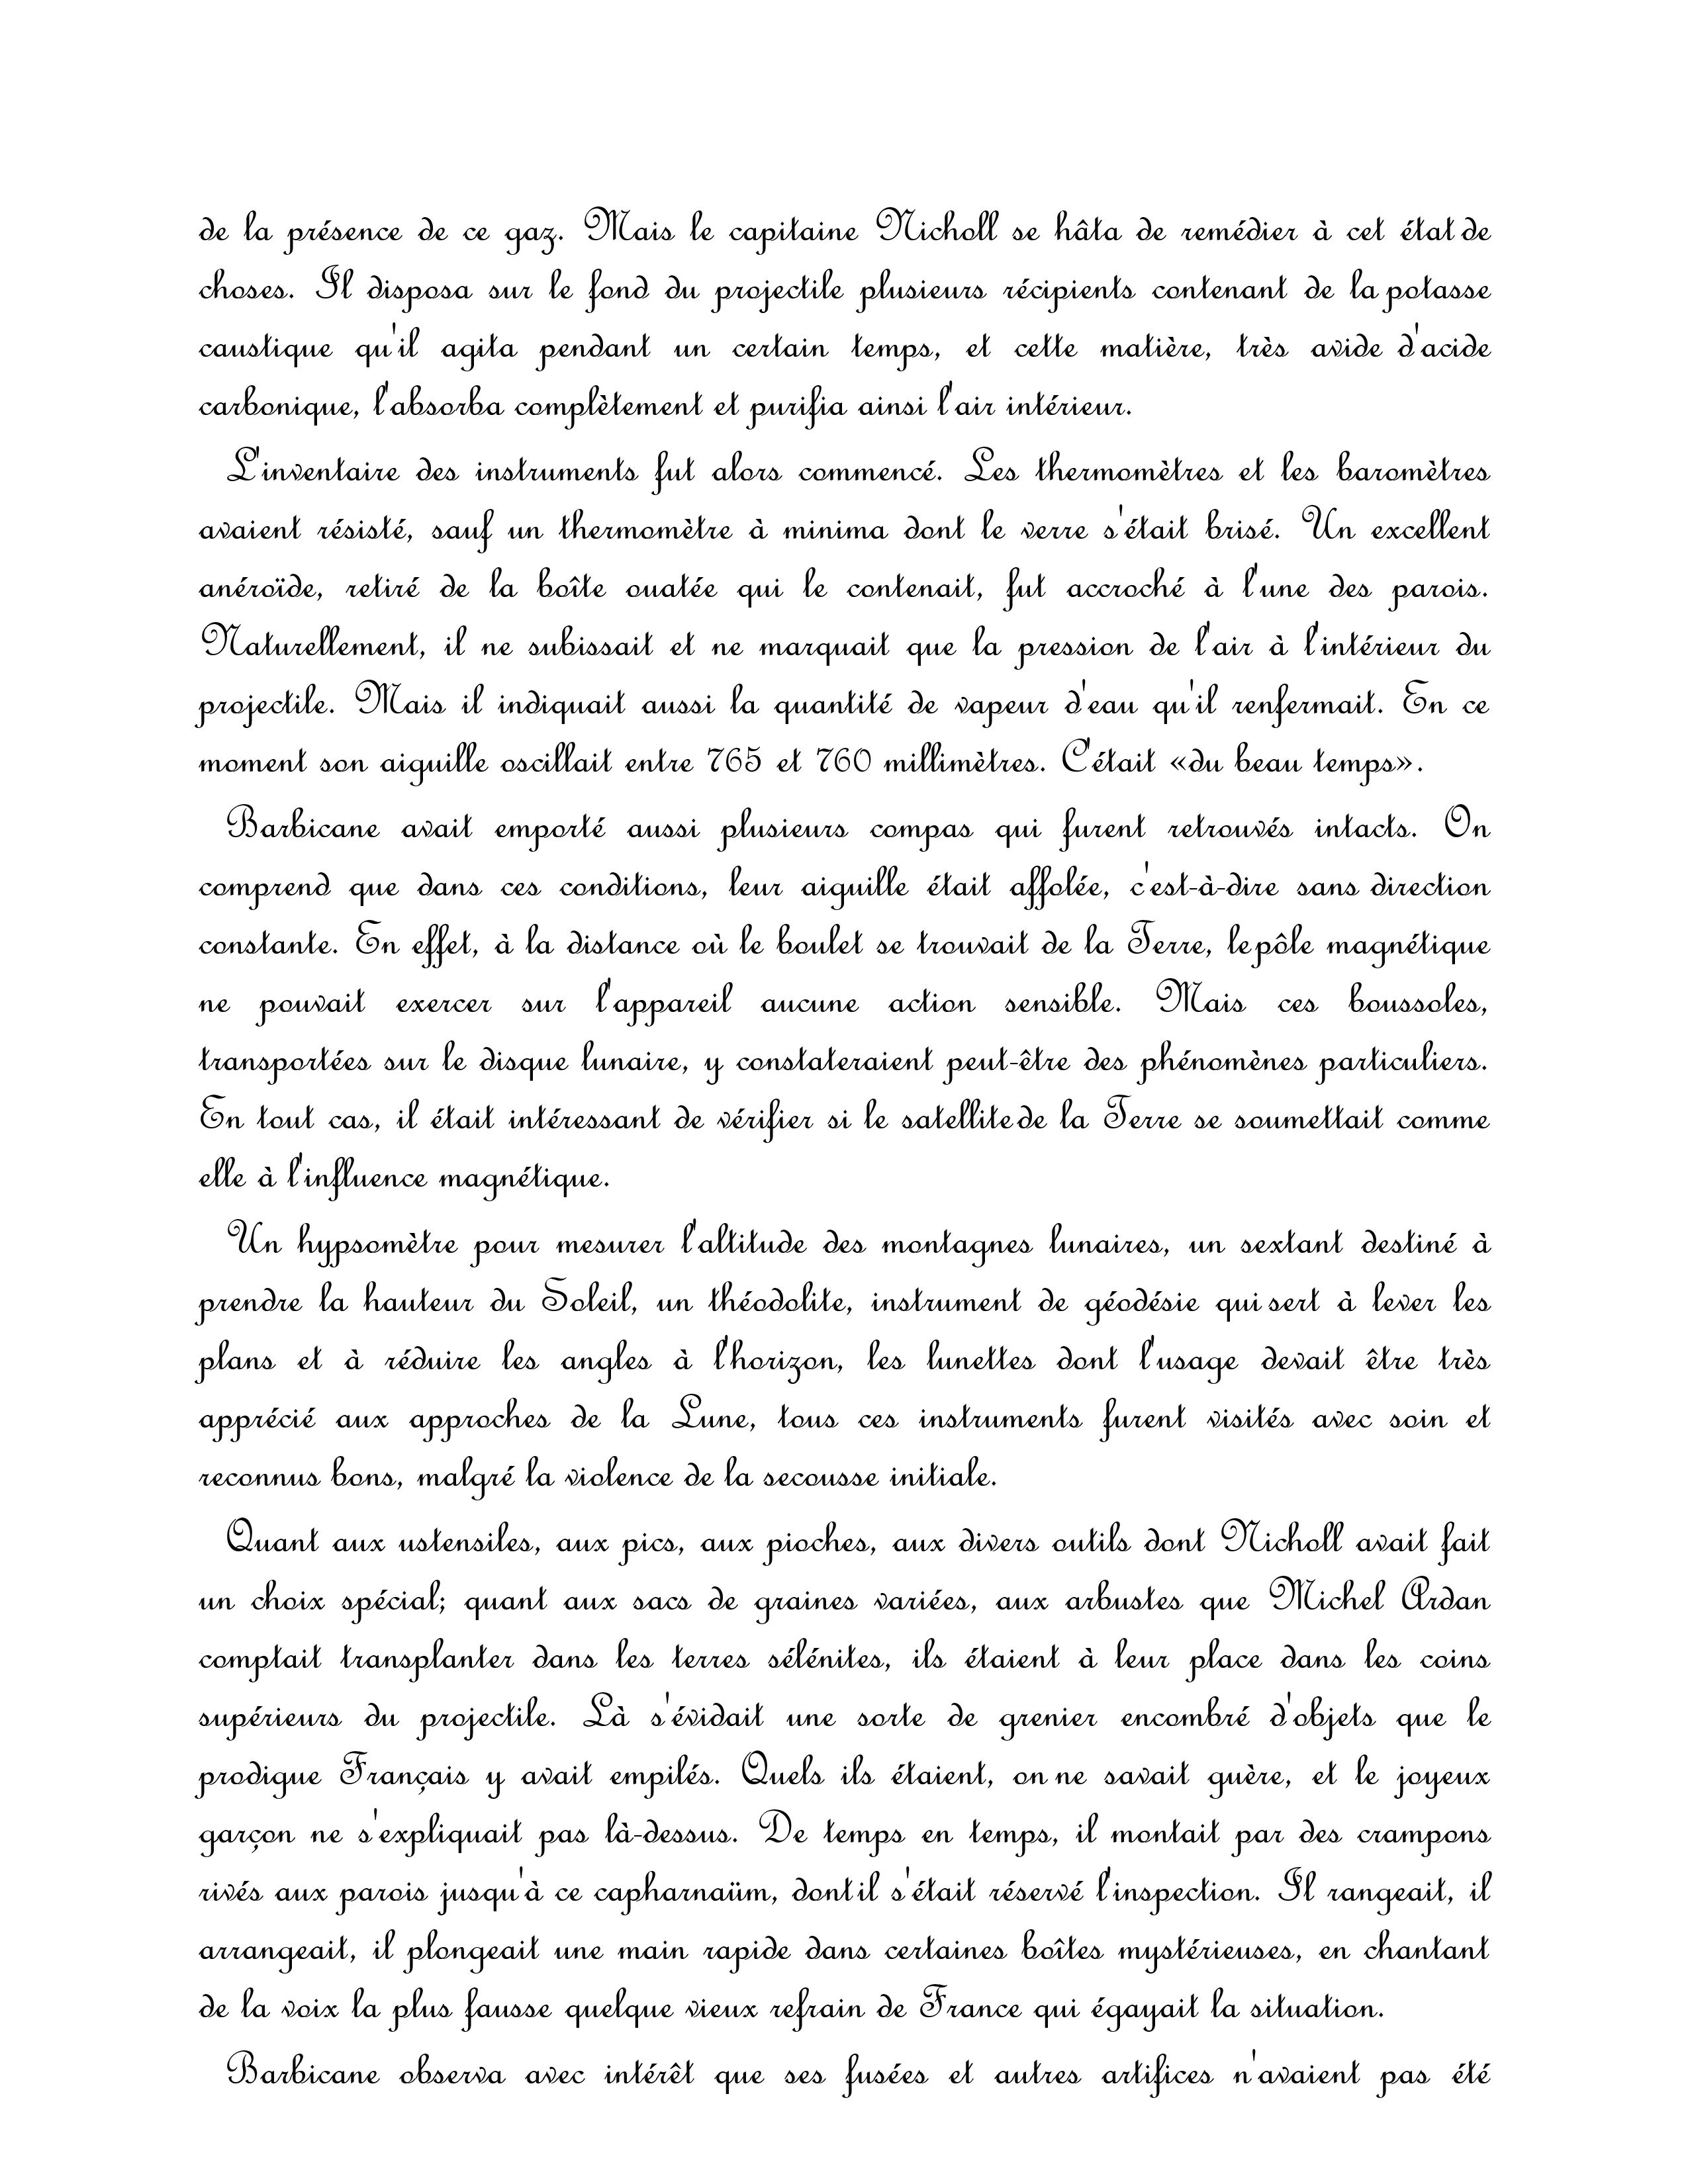 de la présence de ce gaz. Mais le capitaine Nicholl se hâta de remédier à cet état de
choses. Il disposa sur le fond du projectile plusieurs récipients contenant de la potasse
caustique qu'il agita pendant un certain temps, et cette matière, très avide d'acide
carbonique, l'absorba complètement et purifia ainsi l'air intérieur.
L'inventaire des instruments fut alors commencé. Les thermomètres et les baromètres
avaient résisté, sauf un thermomètre à minima dont le verre s'était brisé. Un excellent
anéroïde, retiré de la boîte ouatée qui le contenait, fut accroché à l'une des parois.
Naturellement, il ne subissait et ne marquait que la pression de l'air à l'intérieur du
projectile. Mais il indiquait aussi la quantité de vapeur d'eau qu'il renfermait. En ce
moment son aiguille oscillait entre 765 et 760 millimètres. C'était «du beau temps».
Barbicane avait emporté aussi plusieurs compas qui furent retrouvés intacts. On
comprend que dans ces conditions, leur aiguille était affolée, c'est-à-dire sans direction
constante. En effet, à la distance où le boulet se trouvait de la Terre, le pôle magnétique
ne pouvait exercer sur l'appareil aucune action sensible. Mais ces boussoles,
transportées sur le disque lunaire, y constateraient peut-être des phénomènes particuliers.
En tout cas, il était intéressant de vérifier si le satellite de la Terre se soumettait comme
elle à l'influence magnétique.
Un hypsomètre pour mesurer l'altitude des montagnes lunaires, un sextant destiné à
prendre la hauteur du Soleil, un théodolite, instrument de géodésie qui sert à lever les
plans et à réduire les angles à l'horizon, les lunettes dont l'usage devait être très
apprécié aux approches de la Lune, tous ces instruments furent visités avec soin et
reconnus bons, malgré la violence de la secousse initiale.
Quant aux ustensiles, aux pics, aux pioches, aux divers outils dont Nicholl avait fait
un choix spécial; quant aux sacs de graines variées, aux arbustes que Michel Ardan
comptait transplanter dans les terres sélénites, ils étaient à leur place dans les coins
supérieurs du projectile. Là s'évidait une sorte de grenier encombré d'objets que le
prodigue Français y avait empilés. Quels ils étaient, on ne savait guère, et le joyeux
garçon ne s'expliquait pas là-dessus. De temps en temps, il montait par des crampons
rivés aux parois jusqu'à ce capharnaüm, dont il s'était réservé l'inspection. Il rangeait, il
arrangeait, il plongeait une main rapide dans certaines boîtes mystérieuses, en chantant
de la voix la plus fausse quelque vieux refrain de France qui égayait la situation.
Barbicane observa avec intérêt que ses fusées et autres artifices n'avaient pas été